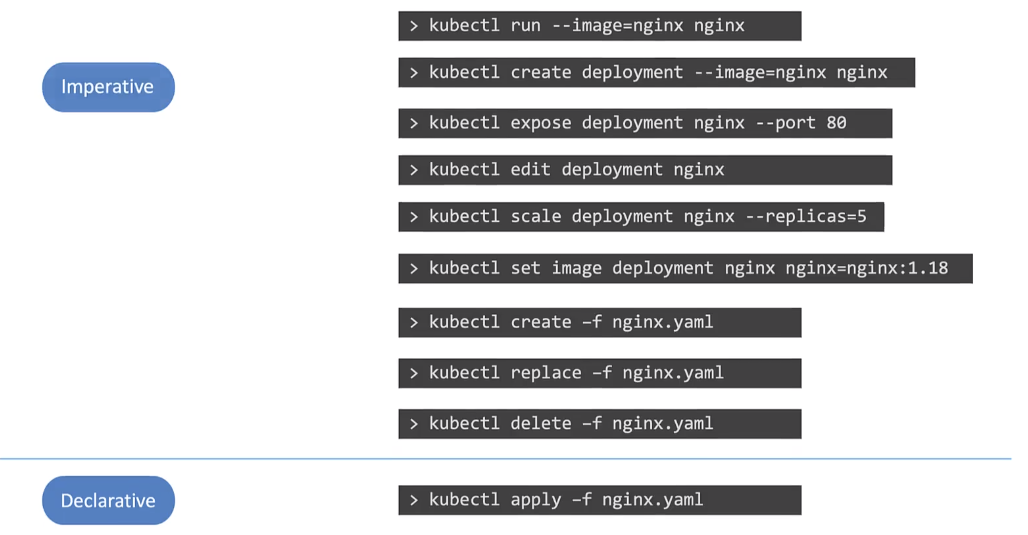 > kubectl run --image=nginx nginx
Imperative
> kubectl create deployment --image=nginx nginx
> kubectl expose deployment nginx --port 80
> kubectl edit deployment nginx
> kubectl scale deployment nginx --replicas=5
> kubectl set image deployment nginx nginx=nginx:1.18
> kubectl create –f nginx.yaml
> kubectl replace –f nginx.yaml
> kubectl delete –f nginx.yaml
Declarative
> kubectl apply –f nginx.yaml